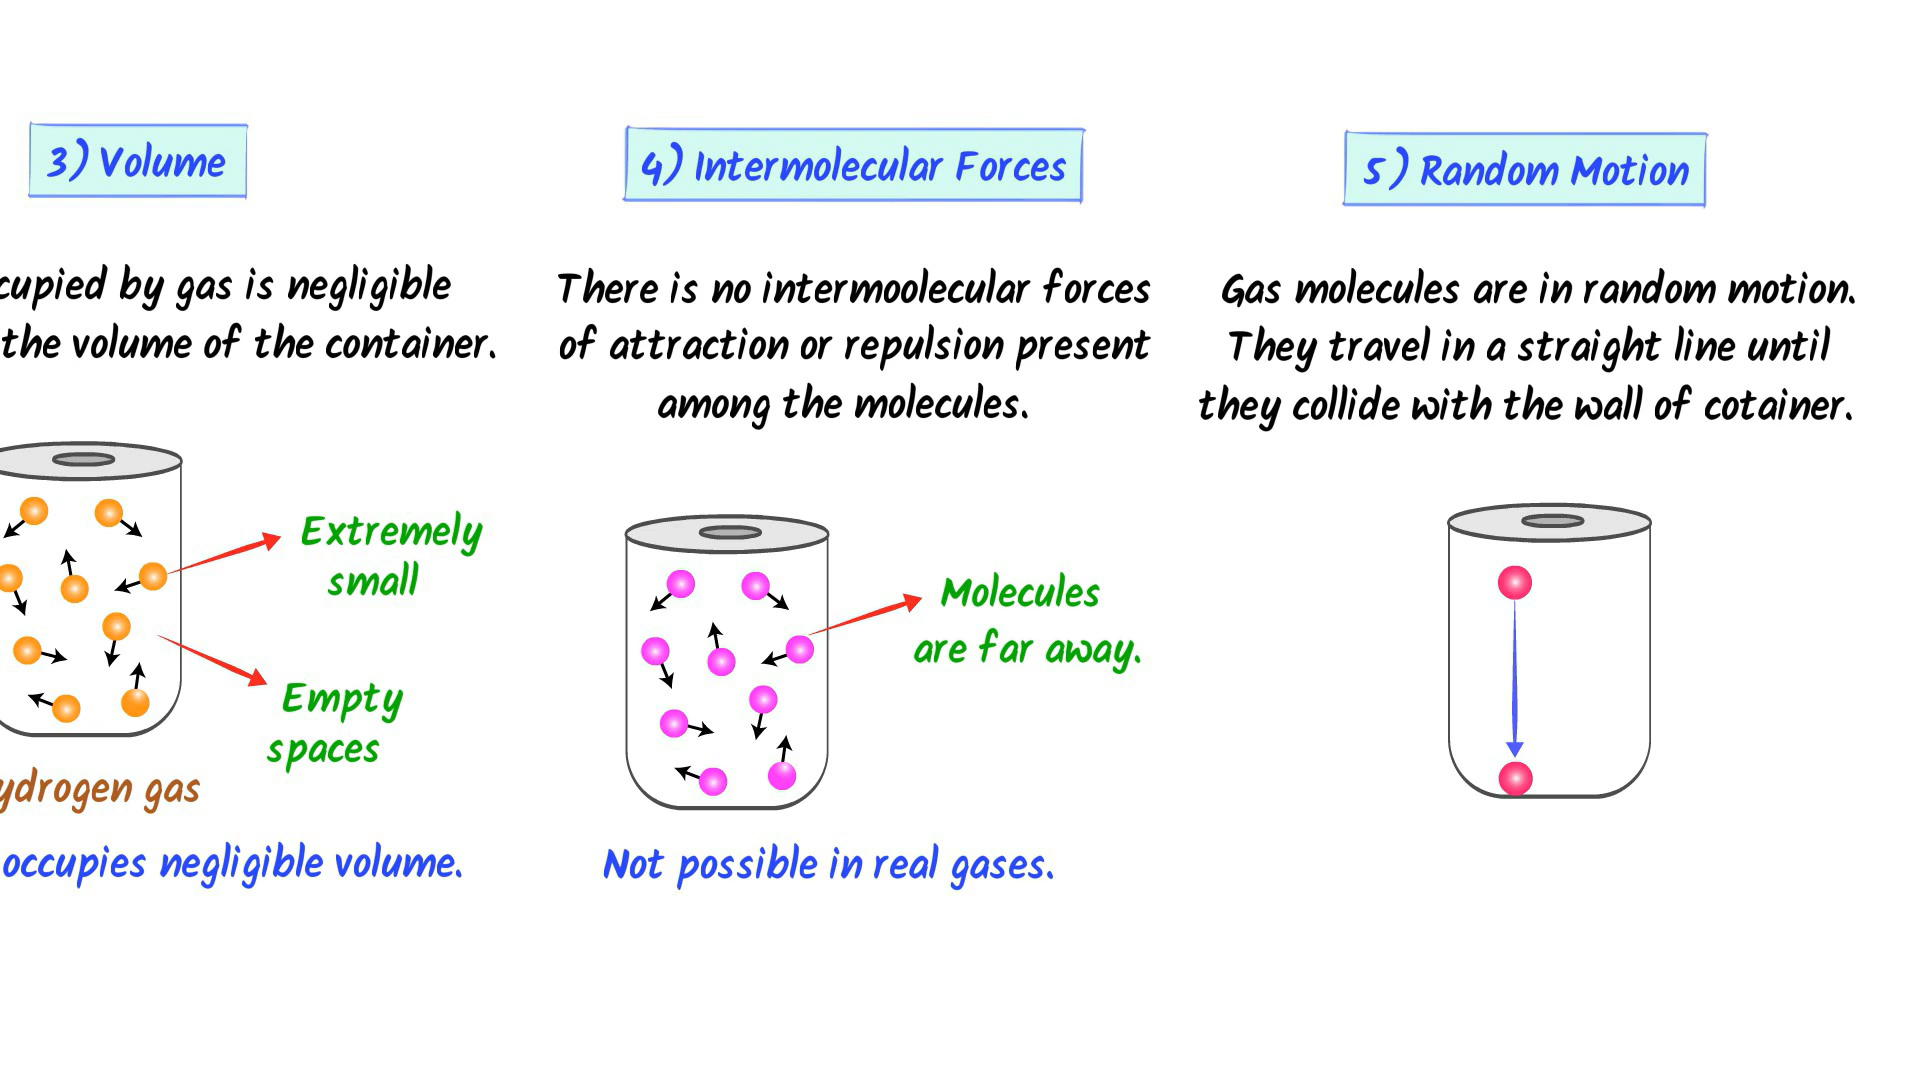 3) Volume
cupied by gas is negligible
the volume of the container.
Extremely
small
Empty
spaces
ydrogen gas
occupies negligible volume.
4) Intermolecular Forces
There is no intermoolecular forces
of attraction or repulsion present
among the molecules.
Molecules
are far away.
Not possible in real gases.
5) Random Motion
Gas molecules are in random motion.
They travel in a straight line until
they collide with the wall of cotainer.